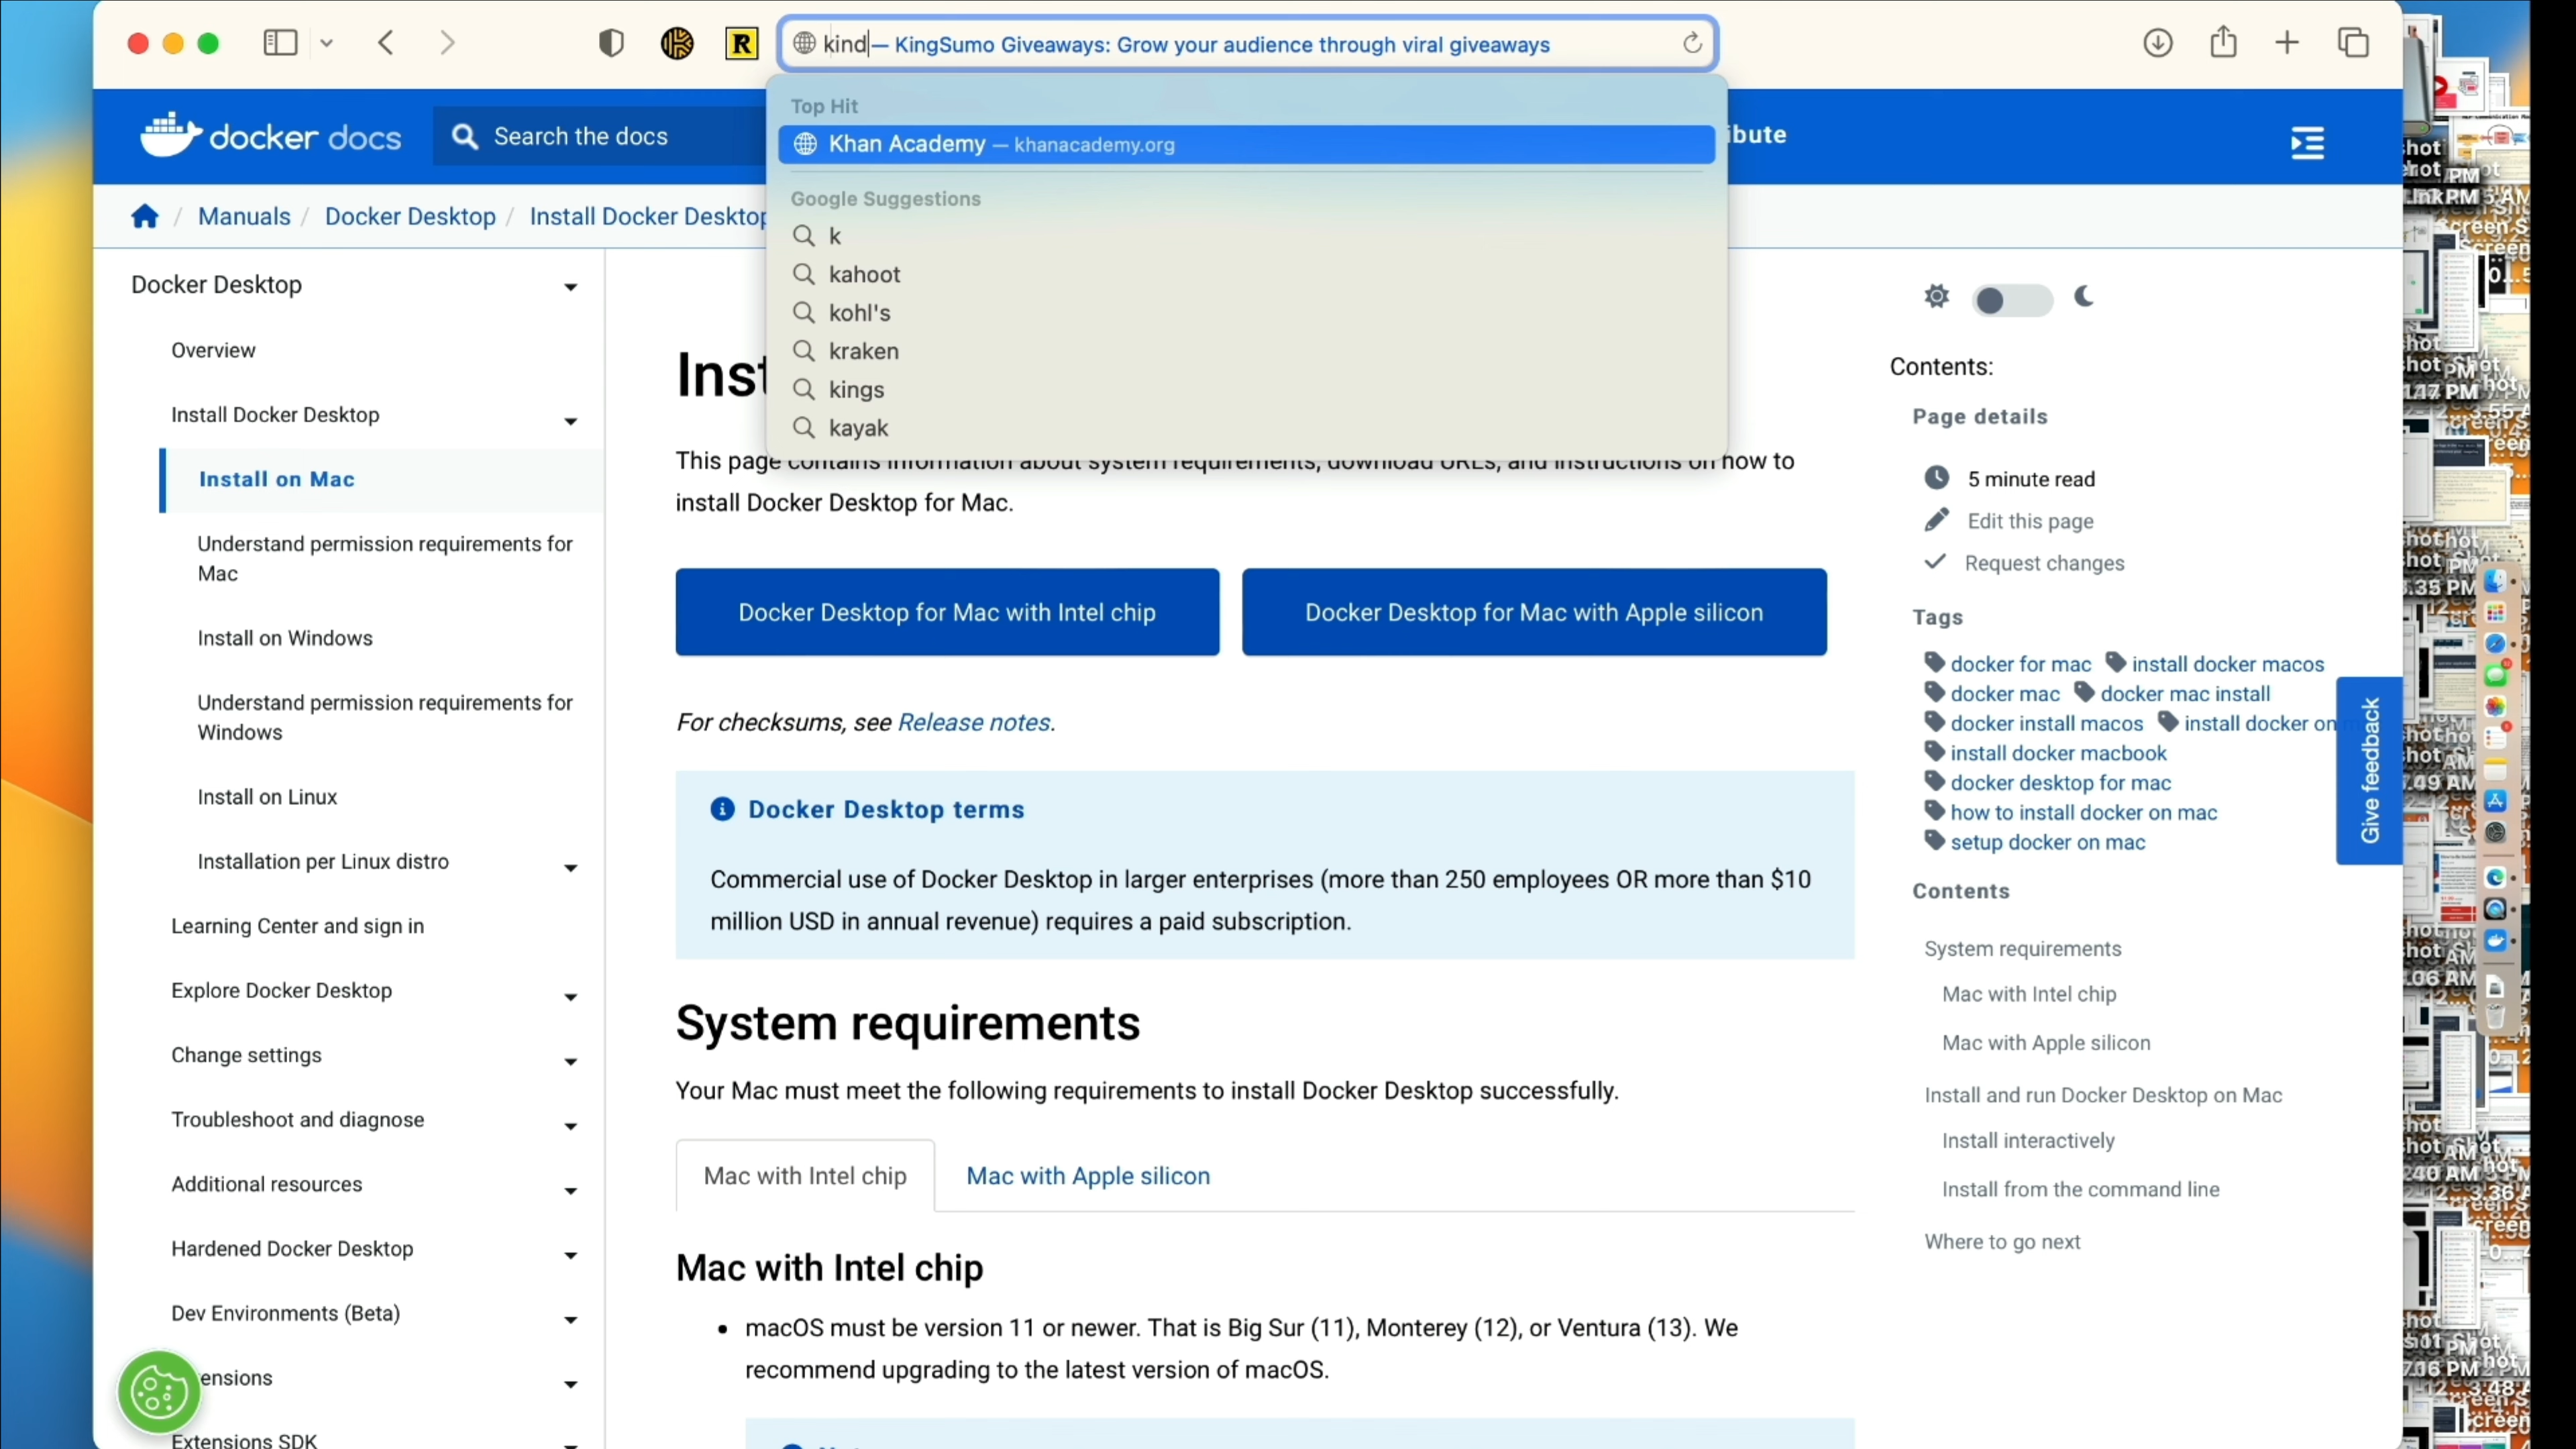 kind— KingSumo Giveaways: Grow your audience through viral giveaways
Top Hit
Khan Academy — khanacademy.org
Google Suggestions
k
kahoot
kohl's
kraken
kings
kayak
docker docs
Search the docs
ibute
Manuals / Docker Desktop / Install Docker Desktop
Docker Desktop
Overview
Install Docker Desktop
Install on Mac
Understand permission requirements for
Mac
Install on Windows
Understand permission requirements for
Windows
Install on Linux
Installation per Linux distro
Learning Center and sign in
Explore Docker Desktop
Change settings
Troubleshoot and diagnose
Additional resources
Hardened Docker Desktop
Dev Environments (Beta)
ensions
Extensions SDK
Inst
This page contains information about system requirements, download URLs, and instructions on how to
install Docker Desktop for Mac.
Docker Desktop for Mac with Intel chip
Docker Desktop for Mac with Apple silicon
For checksums, see Release notes.
Docker Desktop terms
Commercial use of Docker Desktop in larger enterprises (more than 250 employees OR more than $10
million USD in annual revenue) requires a paid subscription.
System requirements
Your Mac must meet the following requirements to install Docker Desktop successfully.
Mac with Intel chip
Mac with Apple silicon
Mac with Intel chip
• macOS must be version 11 or newer. That is Big Sur (11), Monterey (12), or Ventura (13). We
recommend upgrading to the latest version of macOS.
Contents:
Page details
5 minute read
Edit this page
Request changes
Tags
docker for mac install docker macos
docker mac docker mac install
docker install macos install docker on
install docker macbook
docker desktop for mac
how to install docker on mac
setup docker on mac
Contents
System requirements
Mac with Intel chip
Mac with Apple silicon
Install and run Docker Desktop on Mac
Install interactively
Install from the command line
Where to go next
Give feedback